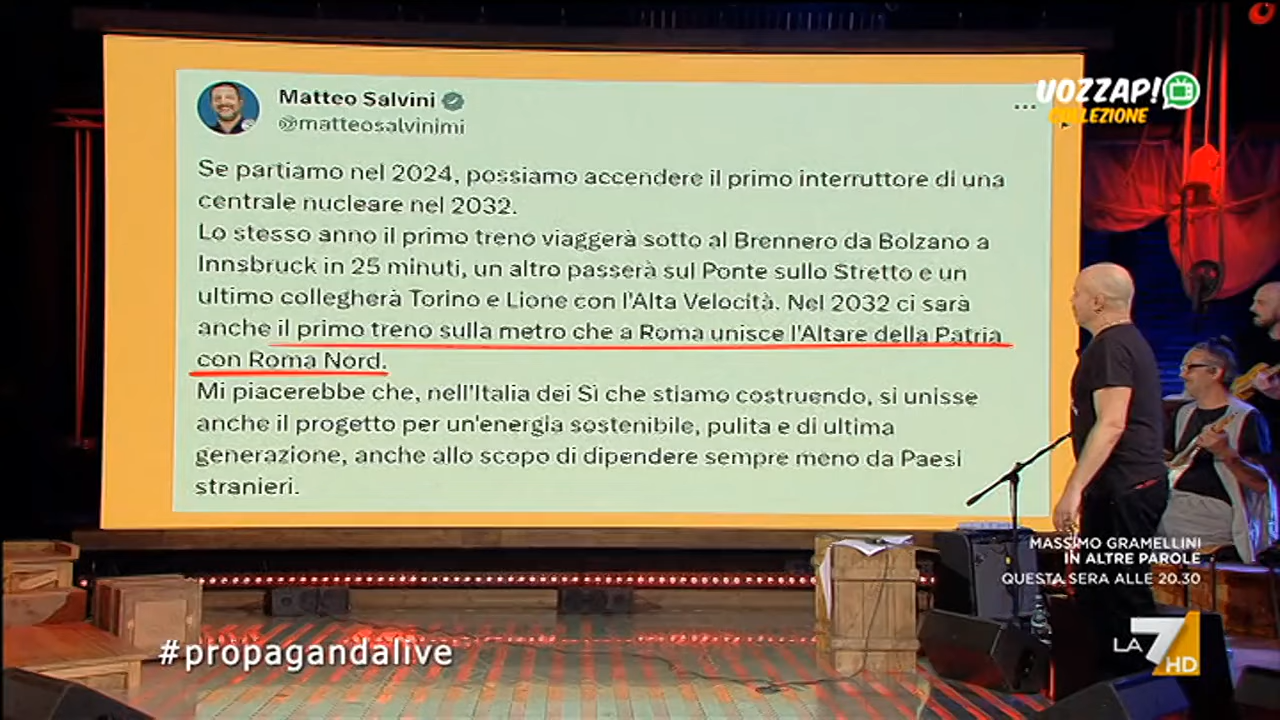 Matteo Salvini
@matteosalvinimi
Se partiamo nel 2024, possiamo accendere il primo interruttore di una
centrale nucleare nel 2032.
Lo stesso anno il primo treno viaggerà sotto al Brennero da Bolzano a
Innsbruck in 25 minuti, un altro passerà sul Ponte sullo Stretto e un
ultimo collegherà Torino e Lione con l'Alta Velocità. Nel 2032 ci sarà
anche il primo treno sulla metro che a Roma unisce l'Altare della Patria
con Roma Nord.
Mi piacerebbe che, nell'Italia dei Sì che stiamo costruendo, si unisse
anche il progetto per un'energia sostenibile, pulita e di ultima
generazione, anche allo scopo di dipendere sempre meno da Paesi
stranieri.
VOZZAP!
COLLEZIONE
MASSIMO GRAMELLINI
IN ALTRE PAROLE
QUESTA SERA ALLE 20.30
#propagandalive
LA 7 HD